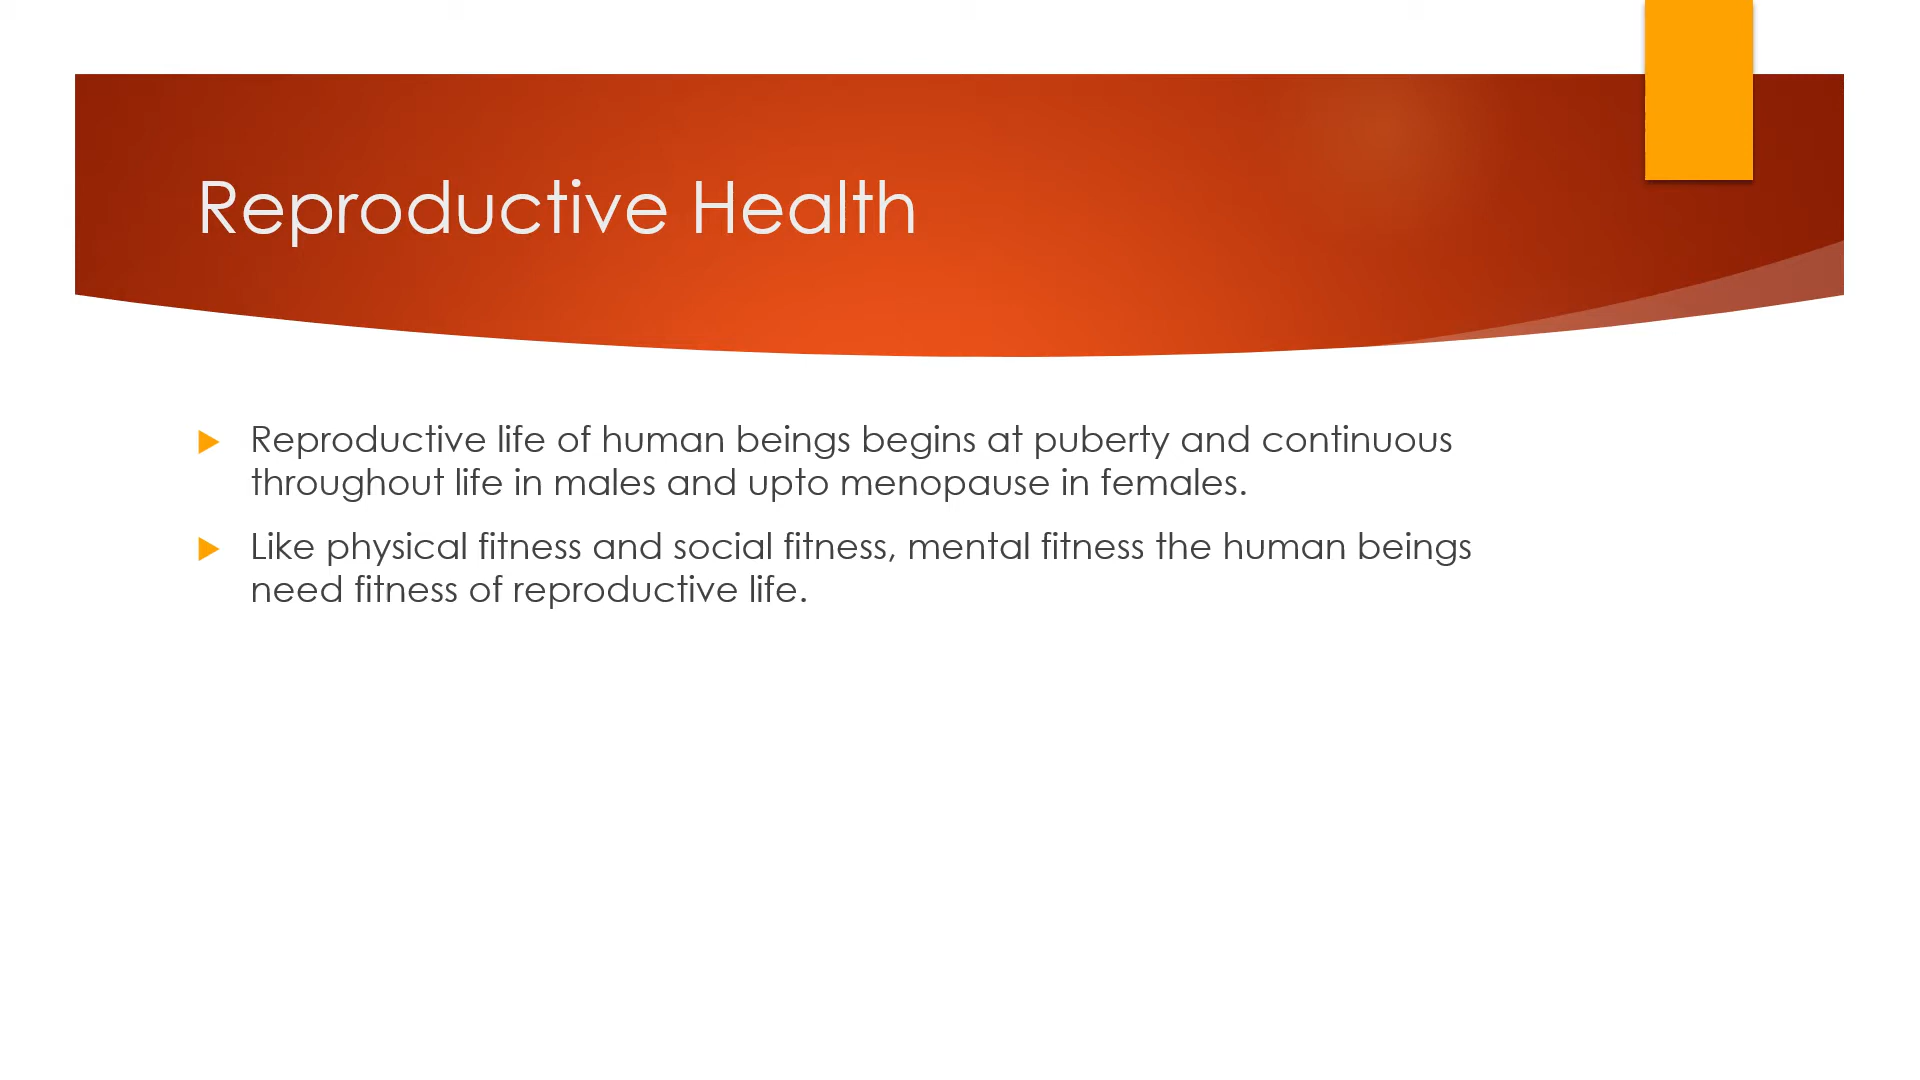 Reproductive Health
Reproductive life of human beings begins at puberty and continuous
throughout life in males and upto menopause in females.
Like physical fitness and social fitness, mental fitness the human beings
need fitness of reproductive life.